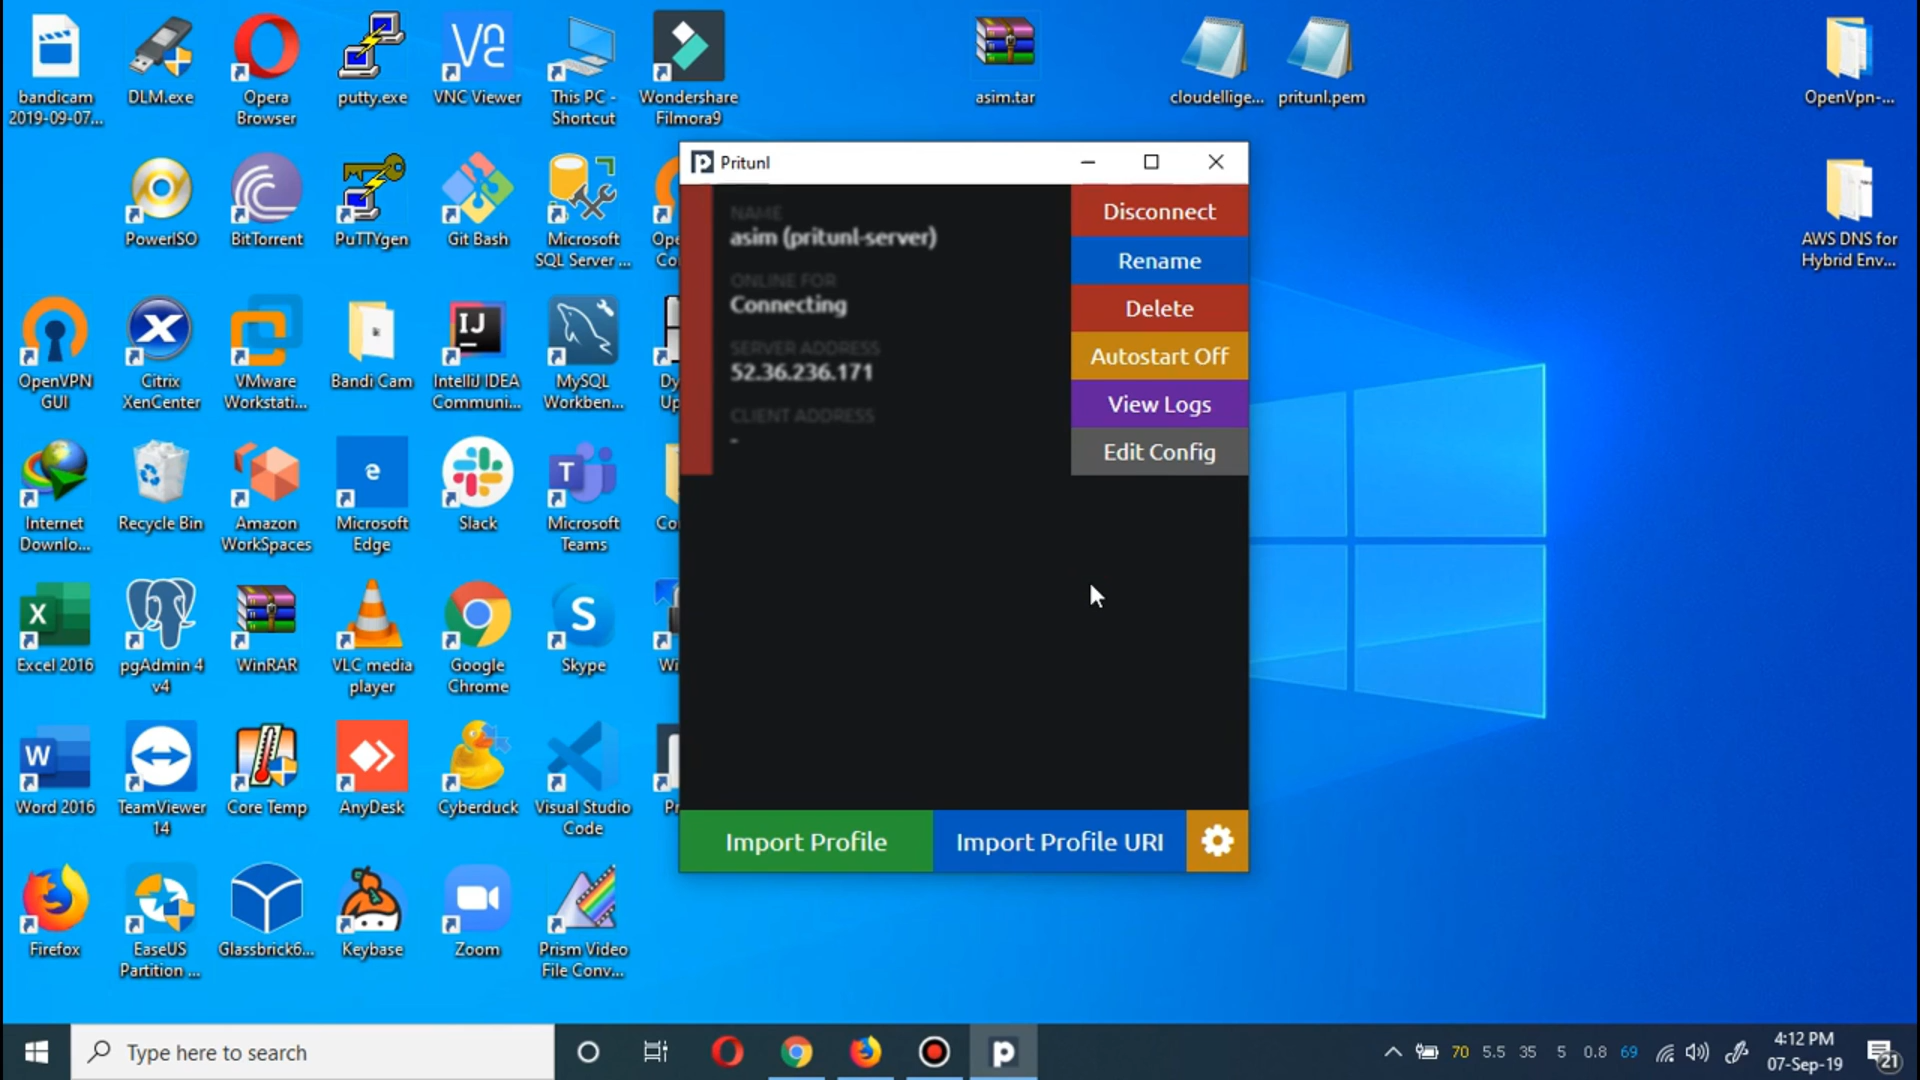 bandicam
2019-09-07...
DLM.exe
Opera
Browser
putty.exe
VNC Viewer
This PC -
Shortcut
Wondershare
Filmora9
asim.tar
cloudellige...
pritunl.pem
OpenVpn-...
PowerISO
BitTorrent
PuTTYgen
Git Bash
Microsoft
SQL Server ...
Ope
Co
AWS DNS for
Hybrid Env...
Pritunl
NAME
asim (pritunl-server)
ONLINE FOR
Connecting
SERVER ADDRESS
52.36.236.171
CLIENT ADDRESS
-
Disconnect
Rename
Delete
Autostart Off
View Logs
Edit Config
OpenVPN
GUI
Citrix
XenCenter
VMware
Workstati...
Bandi Cam
IntelliJ IDEA
Communi...
MySQL
Workben...
Dy
Up
Internet
Downlo...
Recycle Bin
Amazon
WorkSpaces
Microsoft
Edge
Slack
Microsoft
Teams
Co
Excel 2016
pgAdmin 4
v4
WinRAR
VLC media
player
Google
Chrome
Skype
Wi
Word 2016
TeamViewer
14
Core Temp
AnyDesk
Cyberduck
Visual Studio
Code
Pr
Import Profile
Import Profile URI
Firefox
EaseUS
Partition ...
Glassbrick6...
Keybase
Zoom
Prism Video
File Conv...
Type here to search
70 5.5 35 5 0.8 69
4:12 PM
07-Sep-19
21